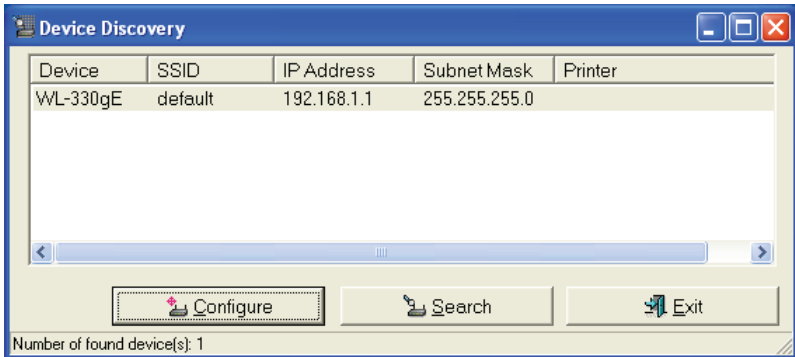 Device Discovery
Device SSID IP Address Subnet Mask Printer
WL-330gE default 192.168.1.1 255.255.255.0
Configure Search Exit
Number of found device(s): 1